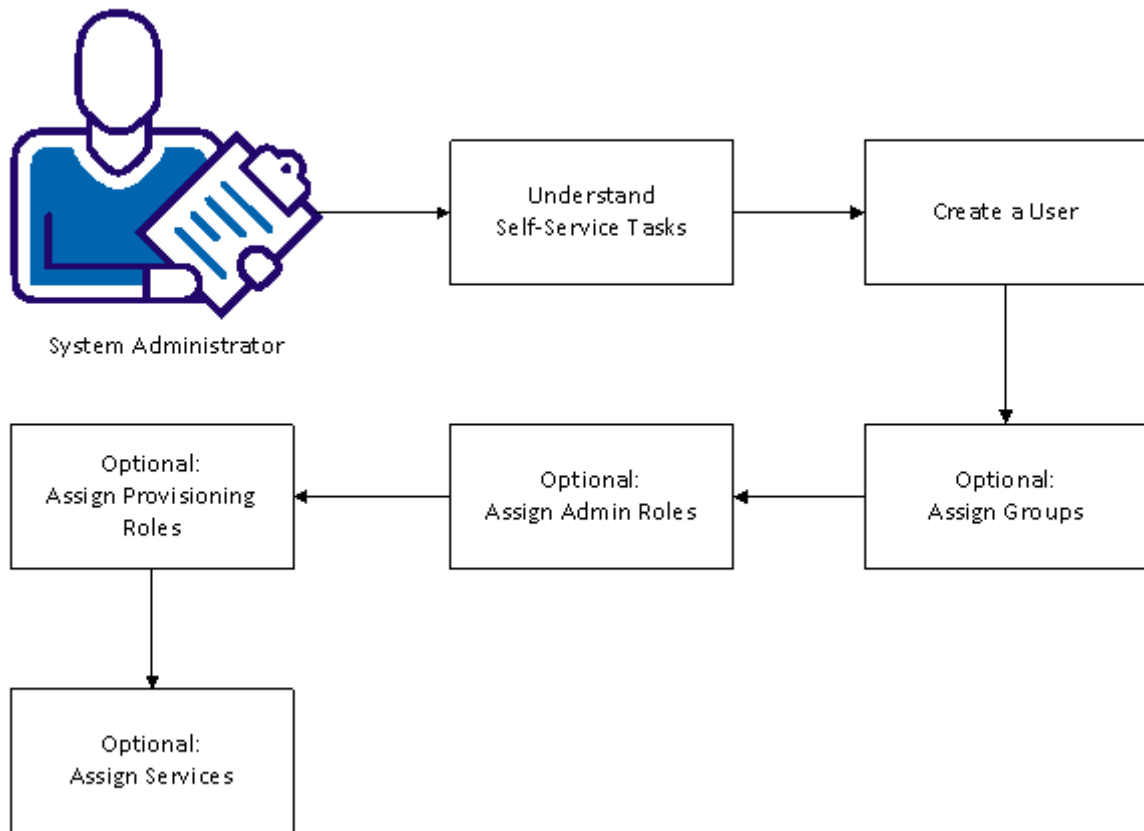 Understand
Self-Service Tasks
Create a User
System Administrator
Optional:
Assign Groups
Optional:
Assign Admin Roles
Optional:
Assign Provisioning
Roles
Optional:
Assign Services